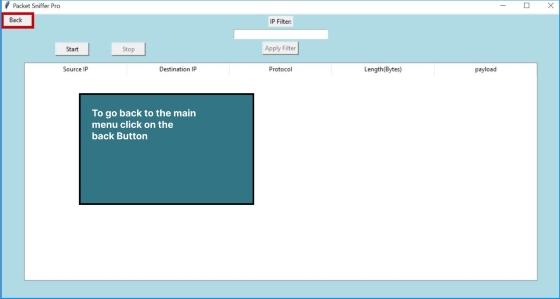 Packet Sniffer Pro
Back
IP Filter:
Start
Stop
Apply Filter
Source IP
Destination IP
Protocol
Length(Bytes)
payload
To go back to the main
menu click on the
back Button